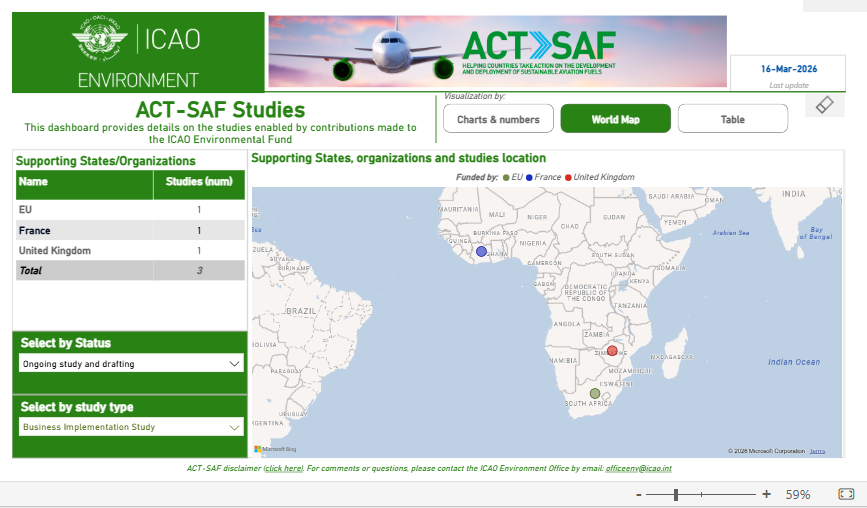 ICAO
ENVIRONMENT
ACT>>SAF
HELPING COUNTRIES TAKE ACTION ON THE DEVELOPMENT
AND DEPLOYMENT OF SUSTAINABLE AVIATION FUELS
16-Mar-2026
Last update
ACT-SAF Studies
This dashboard provides details on the studies enabled by contributions made to
the ICAO Environmental Fund
Visualization by:
Charts & numbers
World Map
Table
Supporting States/Organizations
Name Studies (num)
EU 1
France 1
United Kingdom 1
Total 3
Select by Status
Ongoing study and drafting
Select by study type
Business Implementation Study
Supporting States, organizations and studies location
Funded by: EU France United Kingdom
MAURITANIA
MALI
NIGER
SUDAN
SAUDI ARABIA
OMAN
INDIA
CHAD
YEMEN
BURKINA FASO
GUINEA
NIGERIA
GHANA
Arabian Sea
Bay
of Bengal
SOUTH SUDAN
CAMEROON
SOMALIA
UGANDA
KENYA
GABON
DEMOCRATIC
REPUBLIC OF
THE CONGO
TANZANIA
SURINAME
BRAZIL
ANGOLA
ZAMBIA
OLIVIA
NAMIBIA
MADAGASCAR
Indian Ocean
PARAGUAY
ESWATINI
SOUTH AFRICA
URUGUAY
GENTINA
Microsoft Bing
© 2026 Microsoft Corporation Terms
ACT-SAF disclaimer (click here). For comments or questions, please contact the ICAO Environment Office by email: officeenv@icao.int
- + 59%